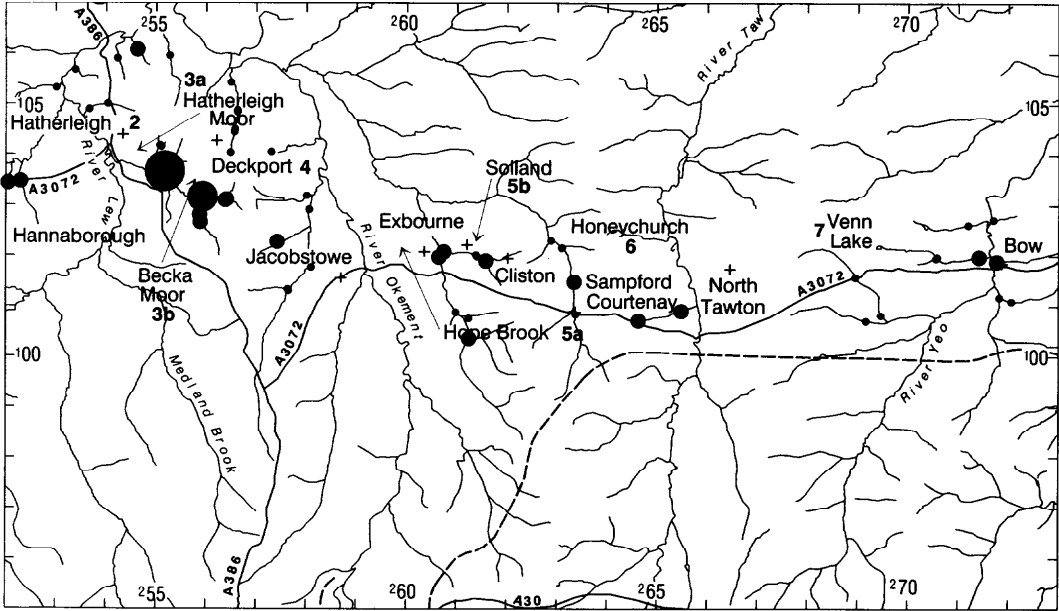 A386
255
260
265
270
River Taw
3a
105
Hatherleigh
Moor
105
Hatherleigh 2
Deckport 4
A3072
River Lew
Solland
5b
Hannaborough
Exbourne
Honeychurch
6
7 Venn
Lake
Bow
Jacobstowe
River Okement
Cliston
Becka
Moor
3b
Sampford
Courtenay
North
Tawton
A3072
A3072
Hope Brook
5a
100
100
River Yeo
Medland Brook
A386
255
260
265
270
A30